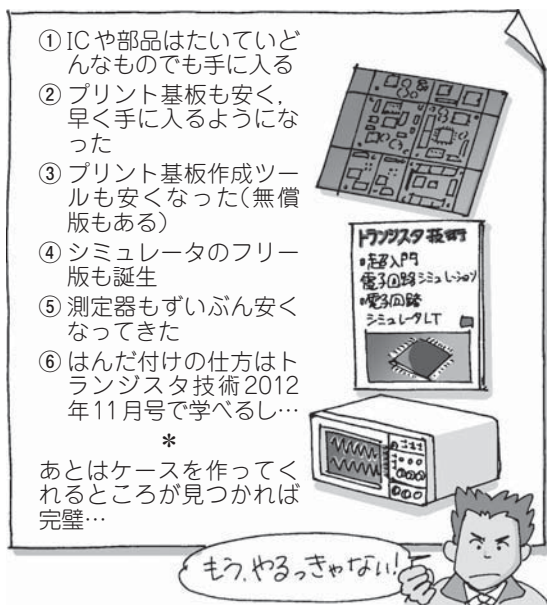 ① ICや部品はたいていど
んなものでも手に入る
② プリント基板も安く，
早く手に入るようにな
った
③ プリント基板作成ツー
ルも安くなった(無償
版もある)
④ シミュレータのフリー
版も誕生
⑤ 測定器もずいぶん安く
なってきた
⑥ はんだ付けの仕方はト
ランジスタ技術2012
年11月号で学べるし…
＊
あとはケースを作ってく
れるところが見つかれば
完璧…
トランジスタ技術
・超入門
電子回路シミュレーション
・電子回路
シミュレータLT
もう、やるっきゃない!